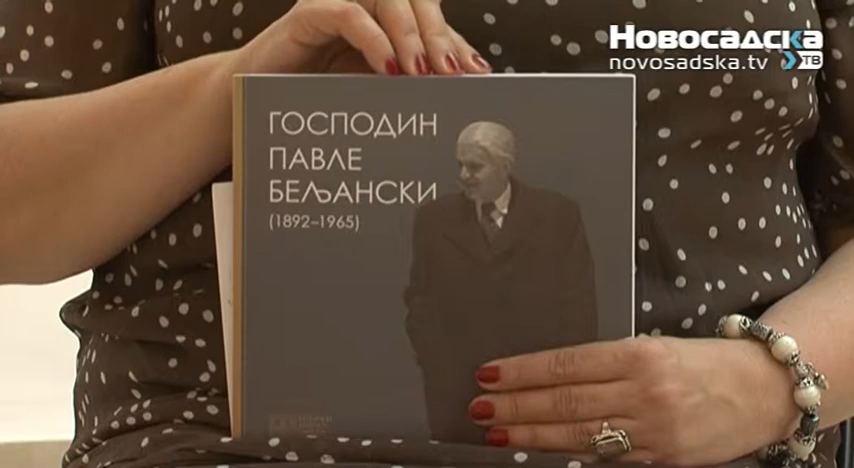 НОВОСАДСКА
novosadska.tv
ТВ
ГОСПОДИН
ПАВЛЕ
БЕЉАНСКИ
(1892–1965)